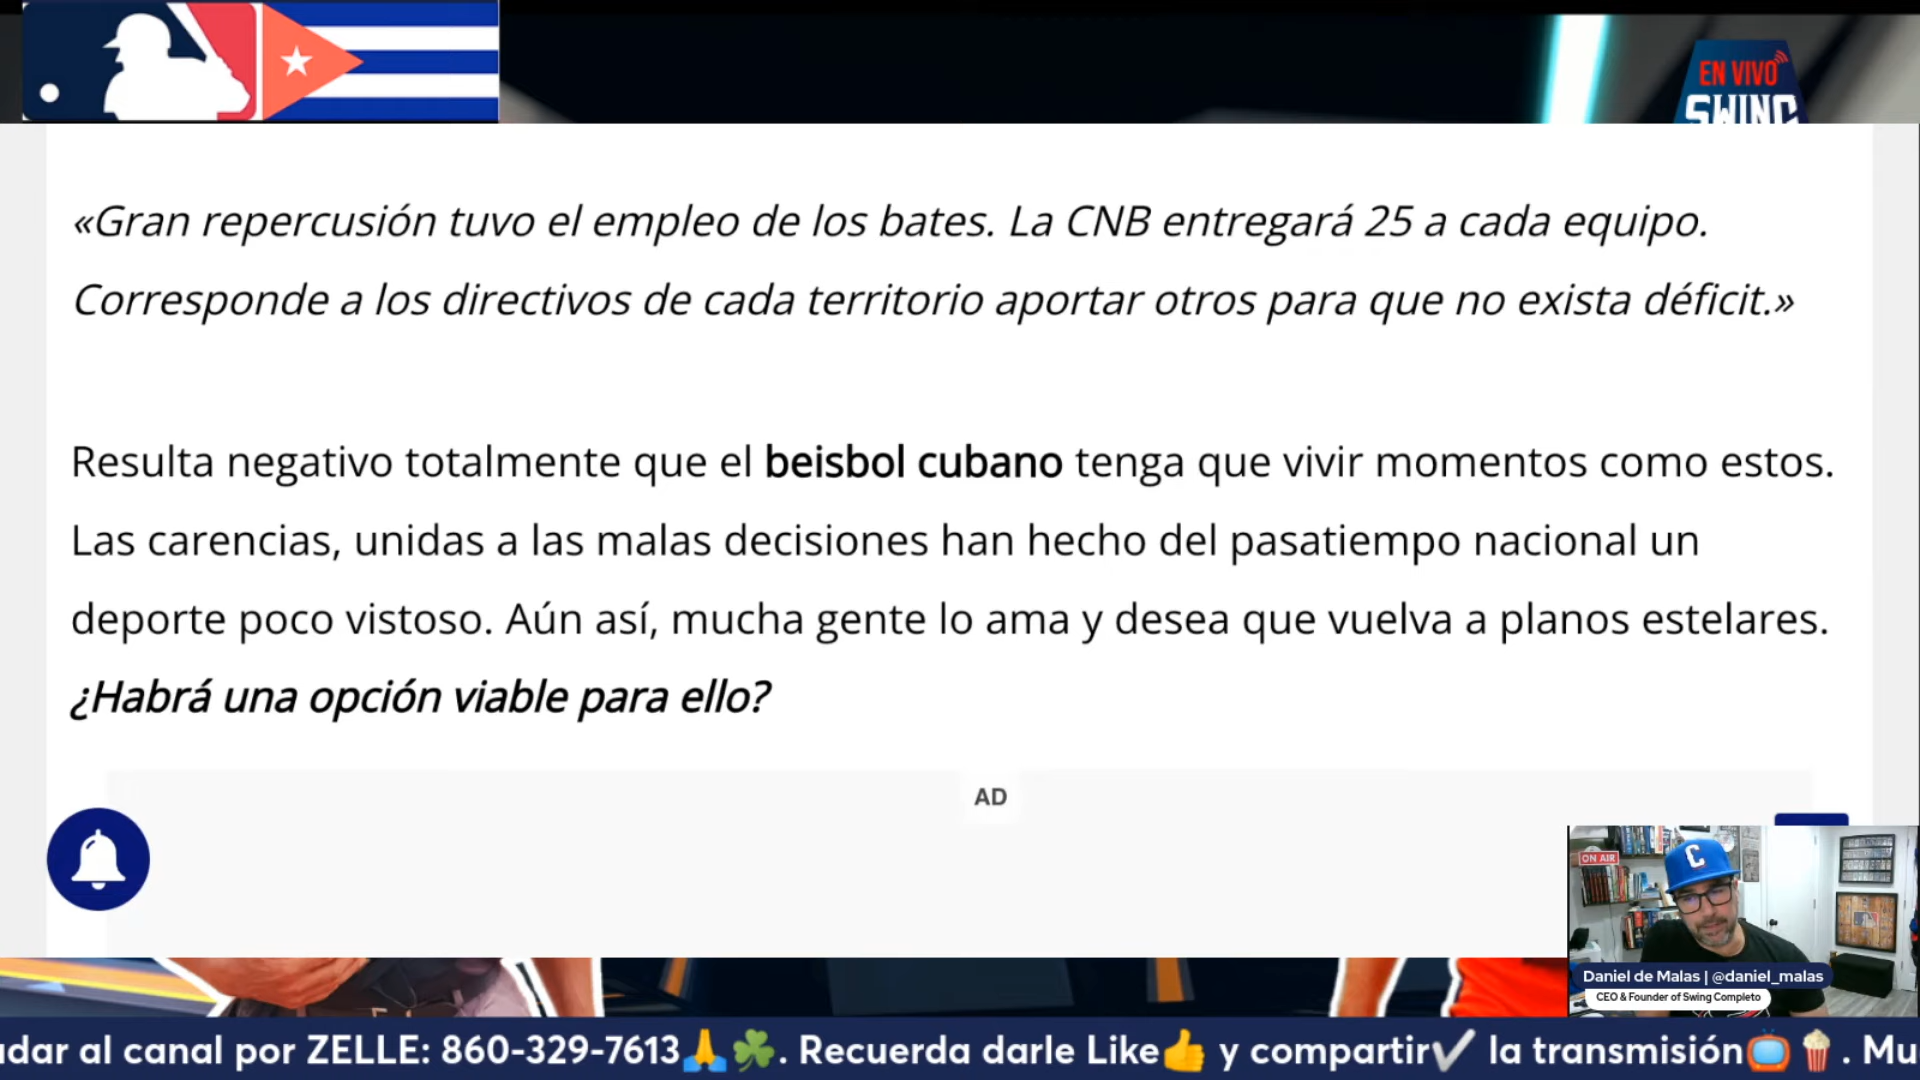 EN VIVO
SWING
«Gran repercusión tuvo el empleo de los bates. La CNB entregará 25 a cada equipo.
Corresponde a los directivos de cada territorio aportar otros para que no exista déficit.»
Resulta negativo totalmente que el beisbol cubano tenga que vivir momentos como estos.
Las carencias, unidas a las malas decisiones han hecho del pasatiempo nacional un
deporte poco vistoso. Aún así, mucha gente lo ama y desea que vuelva a planos estelares.
¿Habrá una opción viable para ello?
AD
ON AIR
C
Daniel de Malas | @daniel_malas
CEO & Founder of Swing Completo
dar al canal por ZELLE: 860-329-7613🙏☘️. Recuerda darle Like👍 y compartir✔️ la transmisión📺🍿. Mu